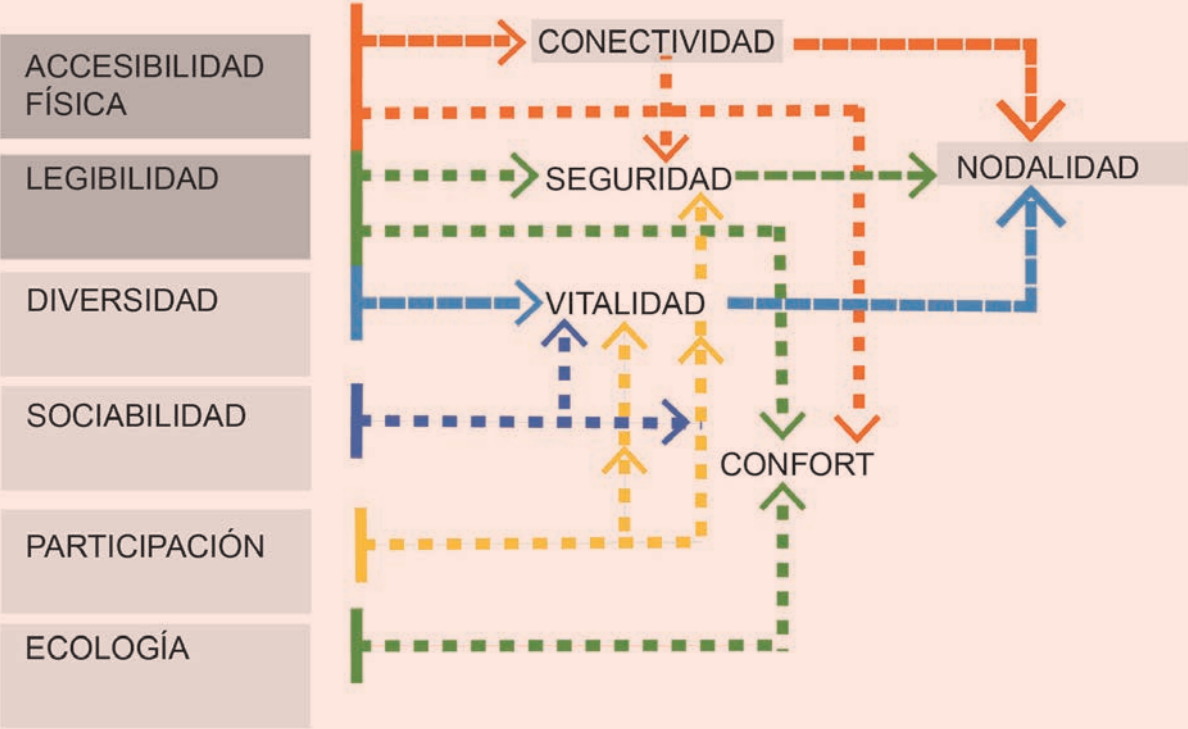 CONECTIVIDAD
ACCESIBILIDAD
FÍSICA
LEGIBILIDAD
SEGURIDAD
NODALIDAD
DIVERSIDAD
VITALIDAD
SOCIABILIDAD
CONFORT
PARTICIPACIÓN
ECOLOGÍA